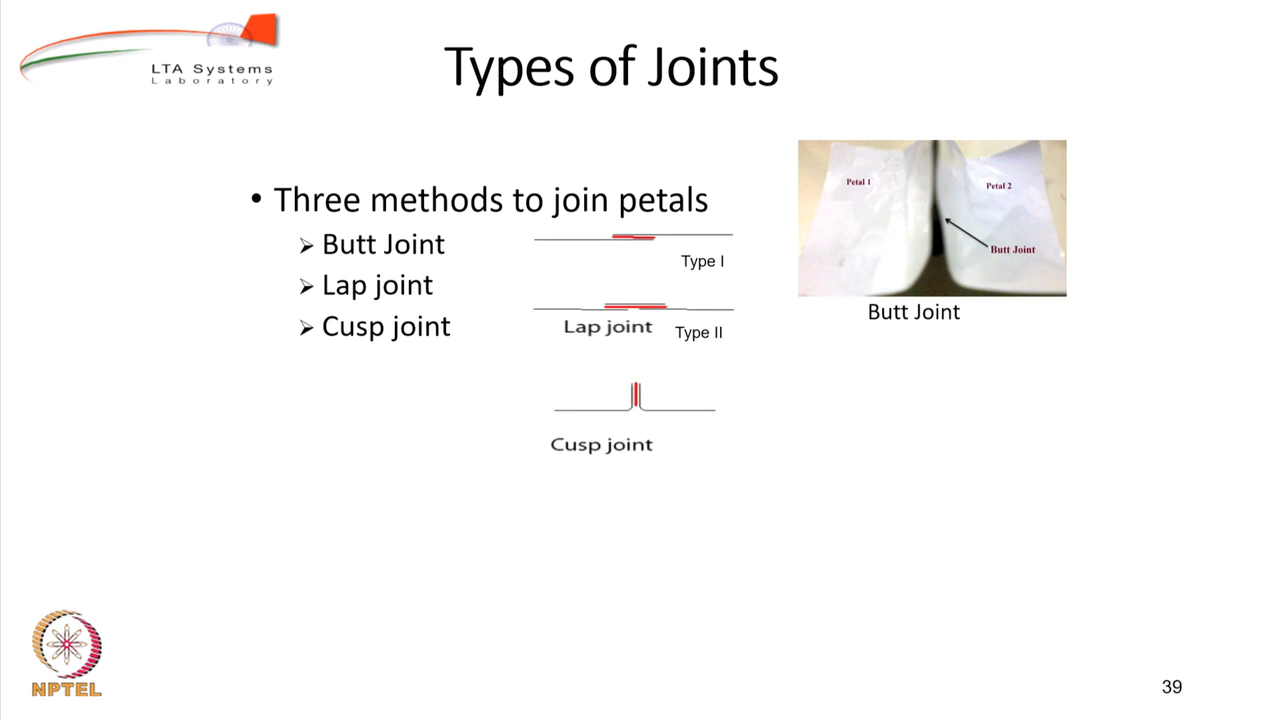 LTA Systems
Laboratory
Types of Joints
• Three methods to join petals
➢ Butt Joint
➢ Lap joint
➢ Cusp joint
Type I
Lap joint Type II
Cusp joint
Petal 1
Petal 2
Butt Joint
Butt Joint
NPTEL
39